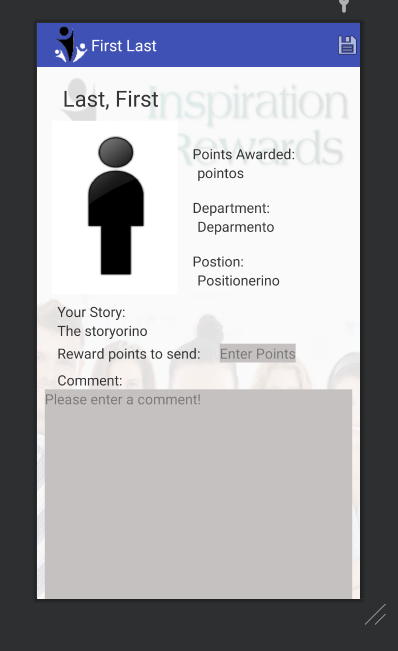 First Last
Last, First
Inspiration
Rewards
Points Awarded:
pointos
Department:
Deparmento
Postion:
Positionerino
Your Story:
The storyorino
Reward points to send: Enter Points
Comment:
Please enter a comment!